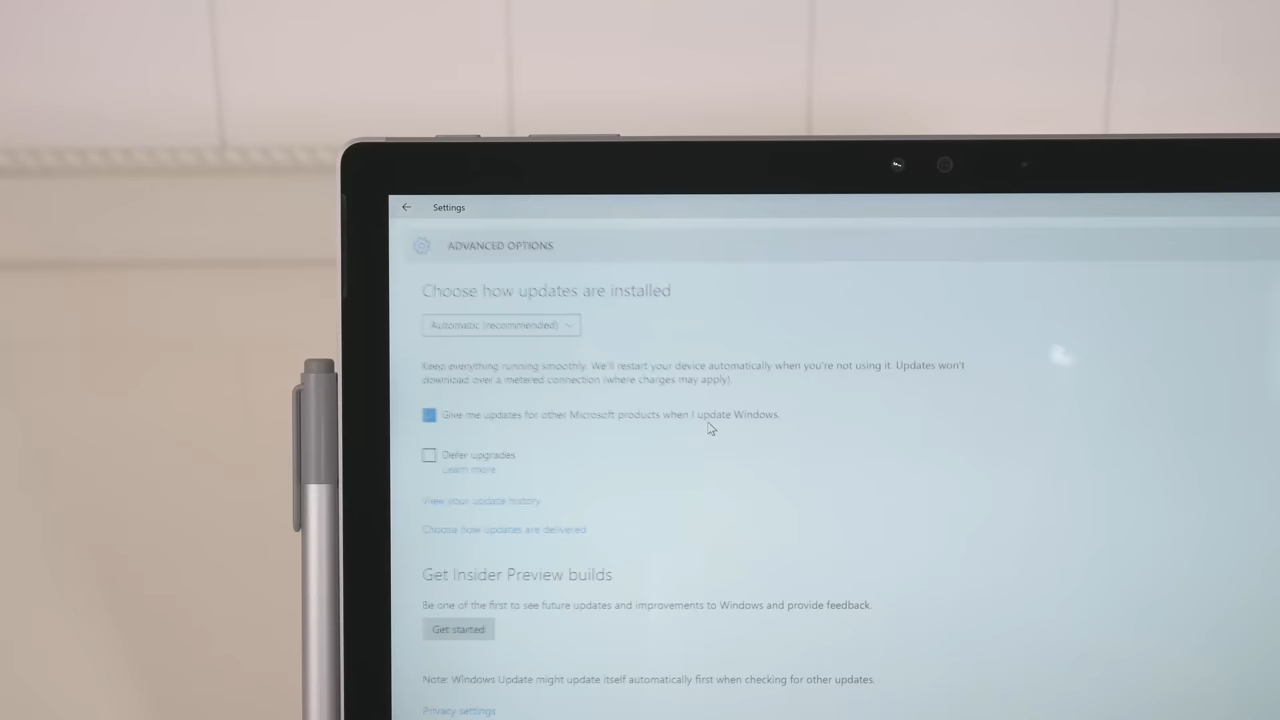 Settings
ADVANCED OPTIONS
Choose how updates are installed
Automatic (recommended)
Keep everything running smoothly. We'll restart your device automatically when you're not using it. Updates won't
download over a metered connection (where charges may apply).
Give me updates for other Microsoft products when I update Windows.
Defer upgrades
Learn more
View your update history
Choose how updates are delivered
Get Insider Preview builds
Be one of the first to see future updates and improvements to Windows and provide feedback.
Get started
Note: Windows Update might update itself automatically first when checking for other updates.
Privacy settings